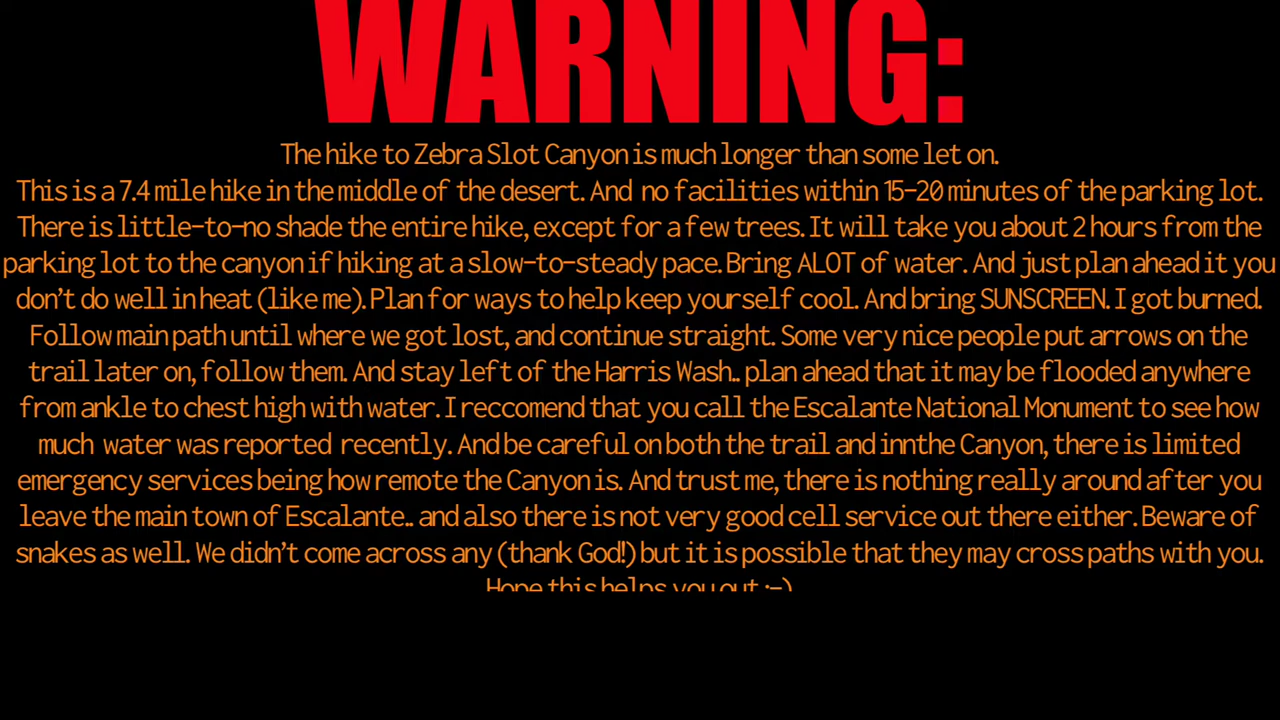 WARNING:
The hike to Zebra Slot Canyon is much longer than some let on.
This is a 7.4 mile hike in the middle of the desert. And no facilities within 15-20 minutes of the parking lot.
There is little-to-no shade the entire hike, except for a few trees. It will take you about 2 hours from the
parking lot to the canyon if hiking at a slow-to-steady pace. Bring ALOT of water. And just plan ahead it you
don't do well in heat (like me). Plan for ways to help keep yourself cool. And bring SUNSCREEN. I got burned.
Follow main path until where we got lost, and continue straight. Some very nice people put arrows on the
trail later on, follow them. And stay left of the Harris Wash.. plan ahead that it may be flooded anywhere
from ankle to chest high with water. I reccomend that you call the Escalante National Monument to see how
much water was reported recently. And be careful on both the trail and innthe Canyon, there is limited
emergency services being how remote the Canyon is. And trust me, there is nothing really around after you
leave the main town of Escalante.. and also there is not very good cell service out there either. Beware of
snakes as well. We didn't come across any (thank God!) but it is possible that they may cross paths with you.
Hope this helps you out :-)